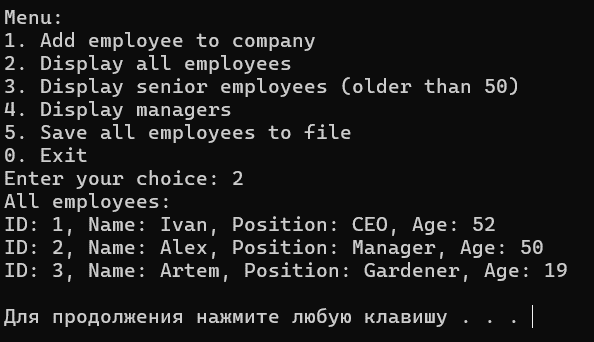 Menu:
1. Add employee to company
2. Display all employees
3. Display senior employees (older than 50)
4. Display managers
5. Save all employees to file
0. Exit
Enter your choice: 2
All employees:
ID: 1, Name: Ivan, Position: CEO, Age: 52
ID: 2, Name: Alex, Position: Manager, Age: 50
ID: 3, Name: Artem, Position: Gardener, Age: 19
Для продолжения нажмите любую клавишу . . .